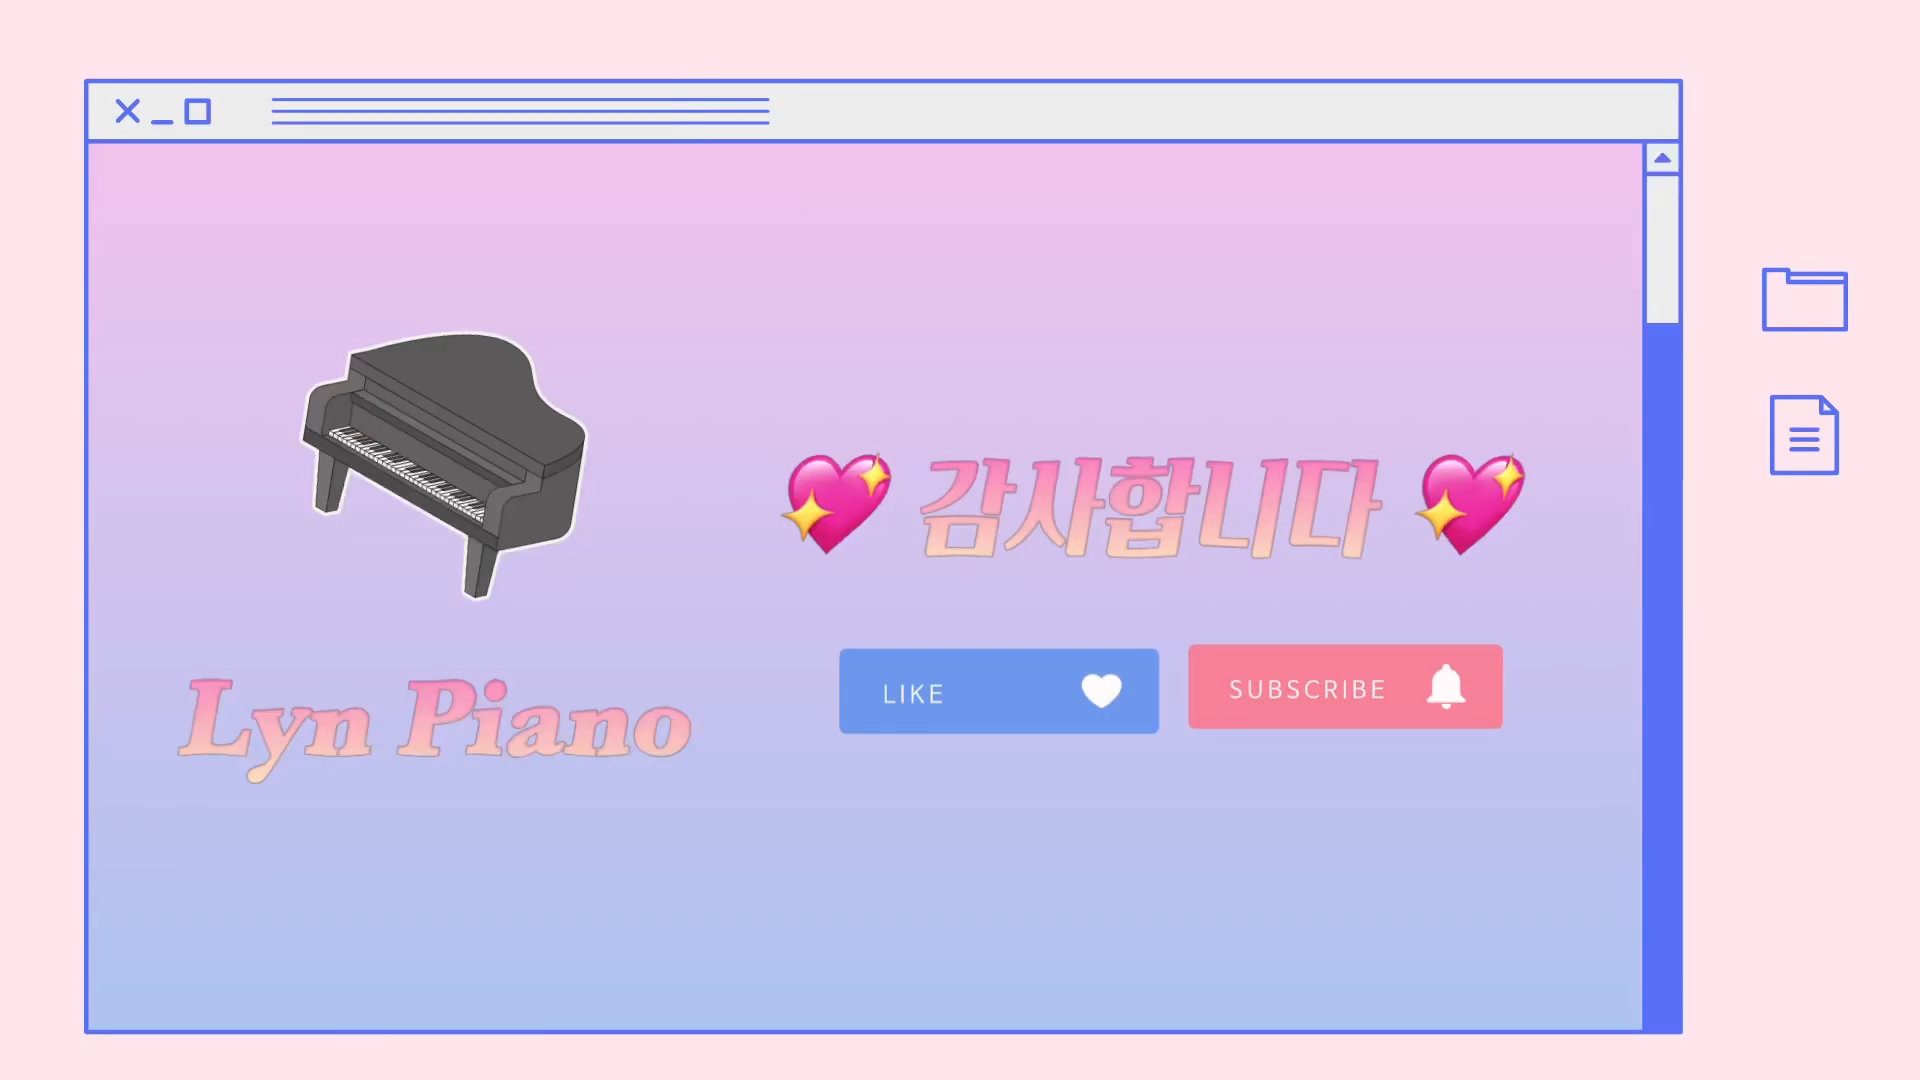 💖 감사합니다 💖
LIKE
SUBSCRIBE
Lyn Piano